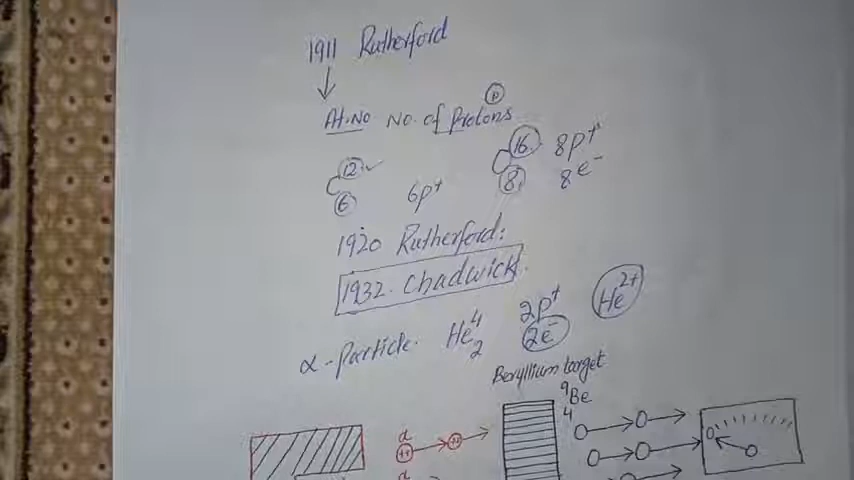 1911 Rutherford
At.No No. of Protons P
C 12 6 6p+ O 16 8 8p+ 8e-
1920 Rutherford:
1932. Chadwick.
α-Particle. He 4 2 2p+ 2e- He2+
Beryllium target
9 4 Be
α ++ ++
α